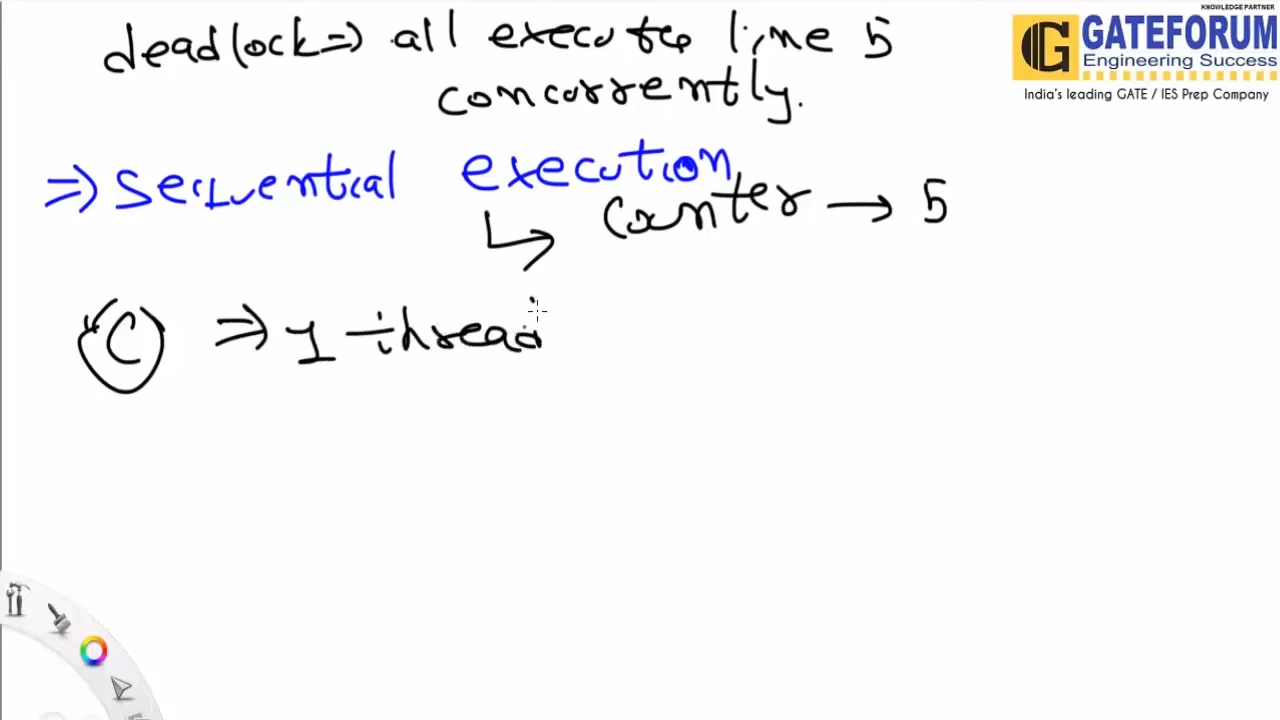 KNOWLEDGE PARTNER
GATEFORUM
Engineering Success
India's leading GATE / IES Prep Company
deadlock => all executes line 5
concurrently.
=> sequential execution
↳ counter → 5
(C) => 1 thread